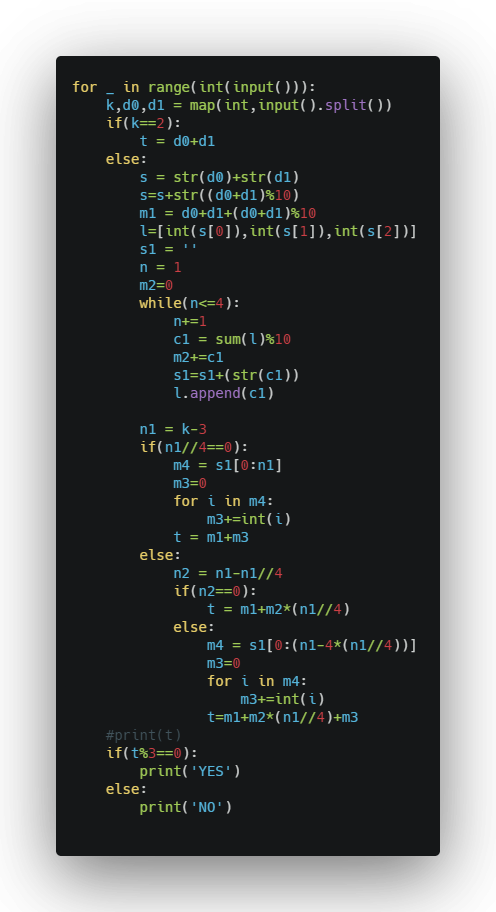 for _ in range(int(input())):
    k,d0,d1 = map(int,input().split())
    if(k==2):
        t = d0+d1
    else:
        s = str(d0)+str(d1)
        s=s+str((d0+d1)%10)
        m1 = d0+d1+(d0+d1)%10
        l=[int(s[0]),int(s[1]),int(s[2])]
        s1 = ''
        n = 1
        m2=0
        while(n<=4):
            n+=1
            c1 = sum(l)%10
            m2+=c1
            s1=s1+(str(c1))
            l.append(c1)

        n1 = k-3
        if(n1//4==0):
            m4 = s1[0:n1]
            m3=0
            for i in m4:
                m3+=int(i)
            t = m1+m3
        else:
            n2 = n1-n1//4
            if(n2==0):
                t = m1+m2*(n1//4)
            else:
                m4 = s1[0:(n1-4*(n1//4))]
                m3=0
                for i in m4:
                    m3+=int(i)
                t=m1+m2*(n1//4)+m3
    #print(t)
    if(t%3==0):
        print('YES')
    else:
        print('NO')